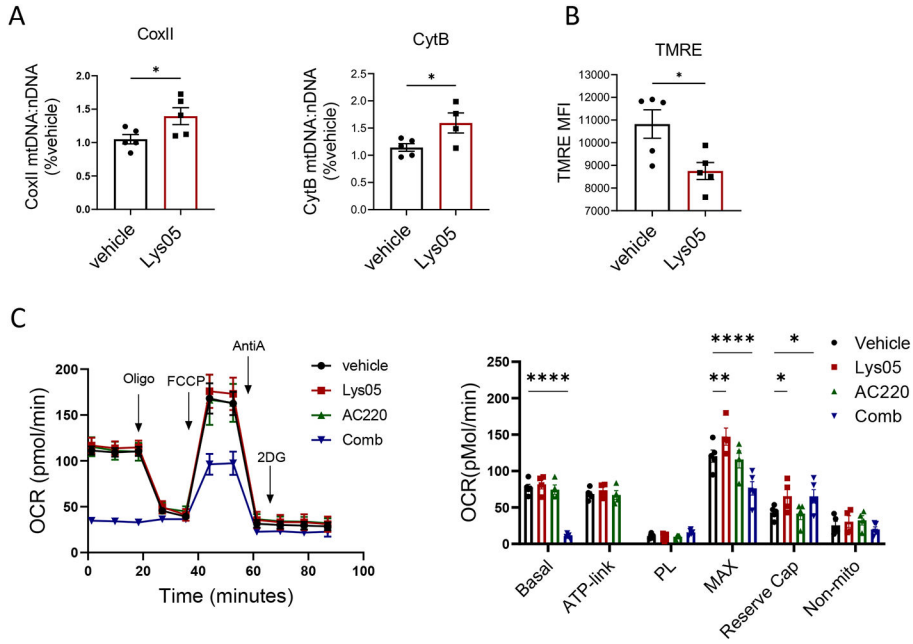 A
CoxII
CoxII mtDNA:nDNA
(%vehicle)
2.0
1.5
1.0
0.5
0.0
*
vehicle
Lys05
CytB
CytB mtDNA:nDNA
(%vehicle)
2.5
2.0
1.5
1.0
0.5
0.0
*
vehicle
Lys05
B
TMRE
TMRE MFI
13000
12000
11000
10000
9000
8000
7000
*
vehicle
Lys05
C
OCR (pmol/min)
200
150
100
50
0
0
20
40
60
80
100
Time (minutes)
Oligo
FCCP
AntiA
2DG
vehicle
Lys05
AC220
Comb
OCR(pMol/min)
200
150
100
50
0
****
****
**
*
*
Basal
ATP-link
PL
MAX
Reserve Cap
Non-mito
Vehicle
Lys05
AC220
Comb